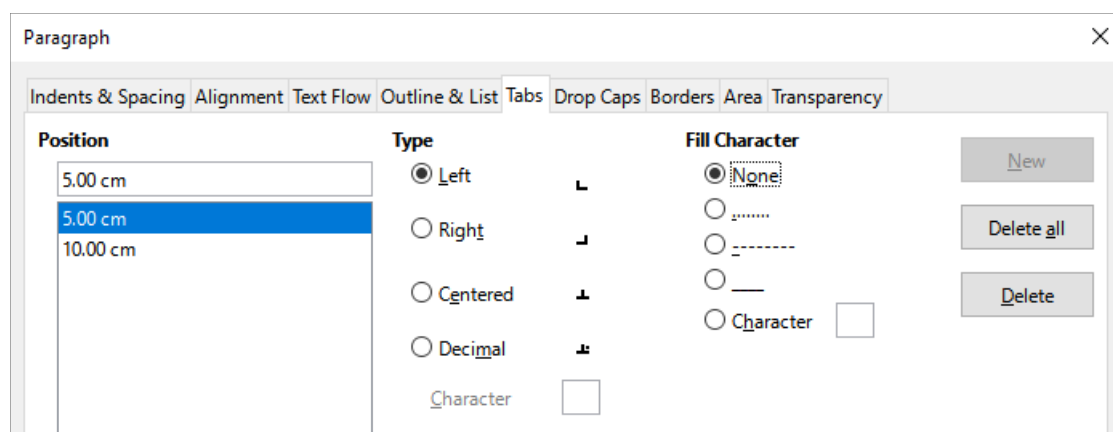 Paragraph
Indents & Spacing Alignment Text Flow Outline & List Tabs Drop Caps Borders Area Transparency
Position Type Fill Character
5.00 cm Left None New
5.00 cm ........ Delete all
10.00 cm Right --------
Centered ____ Delete
Character
Decimal
Character